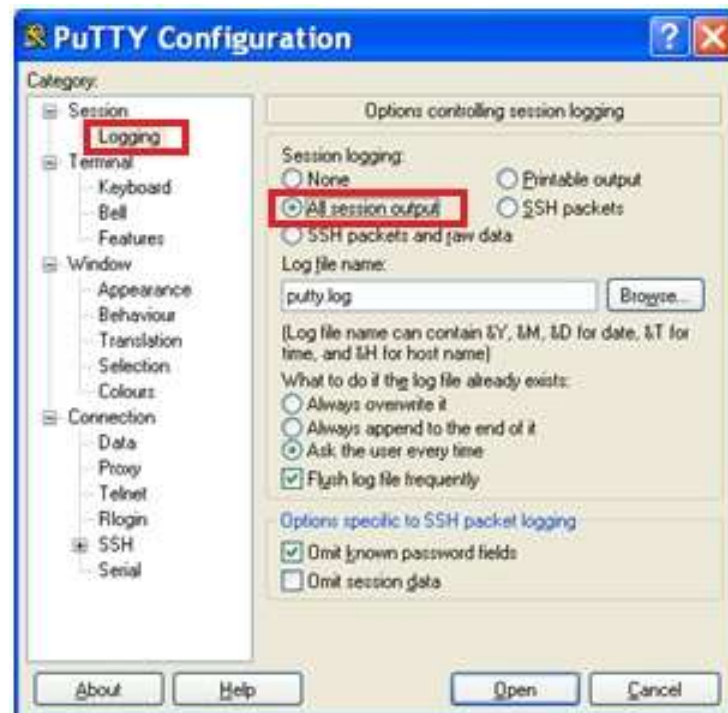 PuTTY Configuration
Category:
Session
Logging
Terminal
Keyboard
Bell
Features
Window
Appearance
Behaviour
Translation
Selection
Colours
Connection
Data
Proxy
Telnet
Rlogin
SSH
Serial
Options controlling session logging
Session logging:
None
Printable output
All session output
SSH packets
SSH packets and raw data
Log file name:
putty.log
Browse...
(Log file name can contain &Y, &M, &D for date, &T for
time, and &H for host name)
What to do if the log file already exists:
Always overwrite it
Always append to the end of it
Ask the user every time
Flush log file frequently
Options specific to SSH packet logging
Omit known password fields
Omit session data
About
Help
Open
Cancel